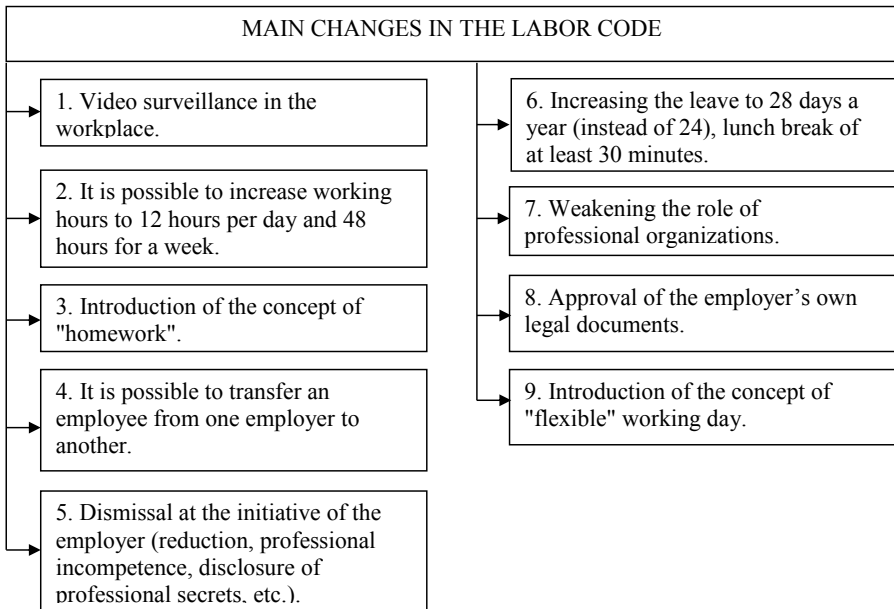 MAIN CHANGES IN THE LABOR CODE
1. Video surveillance in the
workplace.
2. It is possible to increase working
hours to 12 hours per day and 48
hours for a week.
3. Introduction of the concept of
"homework".
4. It is possible to transfer an
employee from one employer to
another.
5. Dismissal at the initiative of the
employer (reduction, professional
incompetence, disclosure of
professional secrets, etc.).
6. Increasing the leave to 28 days a
year (instead of 24), lunch break of
at least 30 minutes.
7. Weakening the role of
professional organizations.
8. Approval of the employer’s own
legal documents.
9. Introduction of the concept of
"flexible" working day.